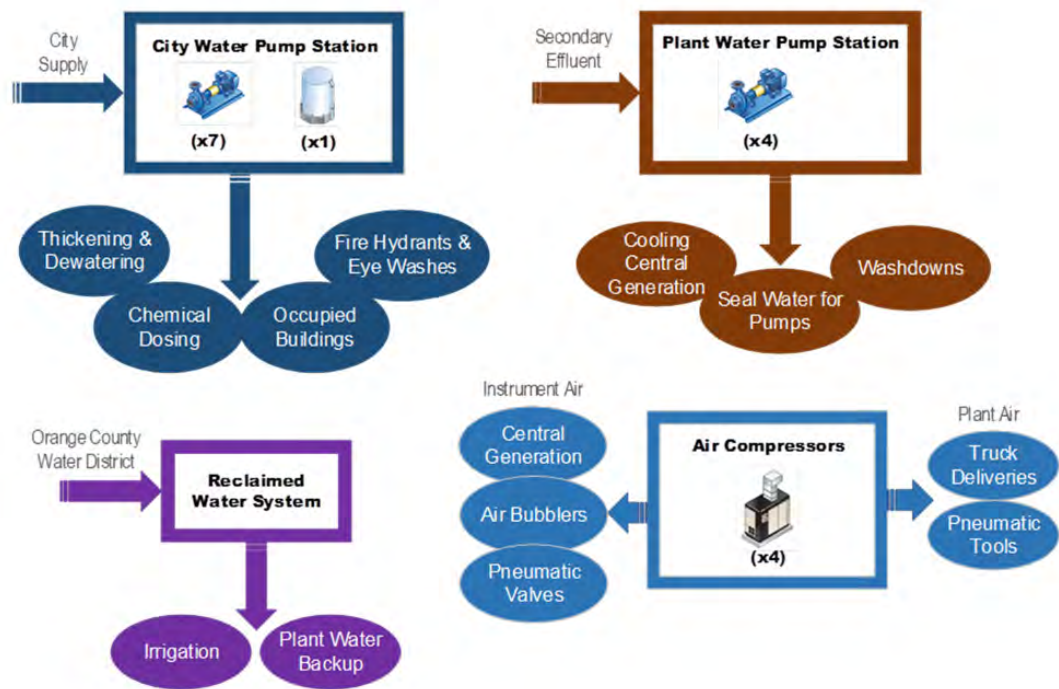 City
Supply
City Water Pump Station
(x7)
(x1)
Thickening &
Dewatering
Chemical
Dosing
Occupied
Buildings
Fire Hydrants &
Eye Washes
Secondary
Effluent
Plant Water Pump Station
(x4)
Cooling
Central
Generation
Seal Water for
Pumps
Washdowns
Orange County
Water District
Reclaimed
Water System
Irrigation
Plant Water
Backup
Instrument Air
Central
Generation
Air Bubblers
Pneumatic
Valves
Air Compressors
(x4)
Plant Air
Truck
Deliveries
Pneumatic
Tools